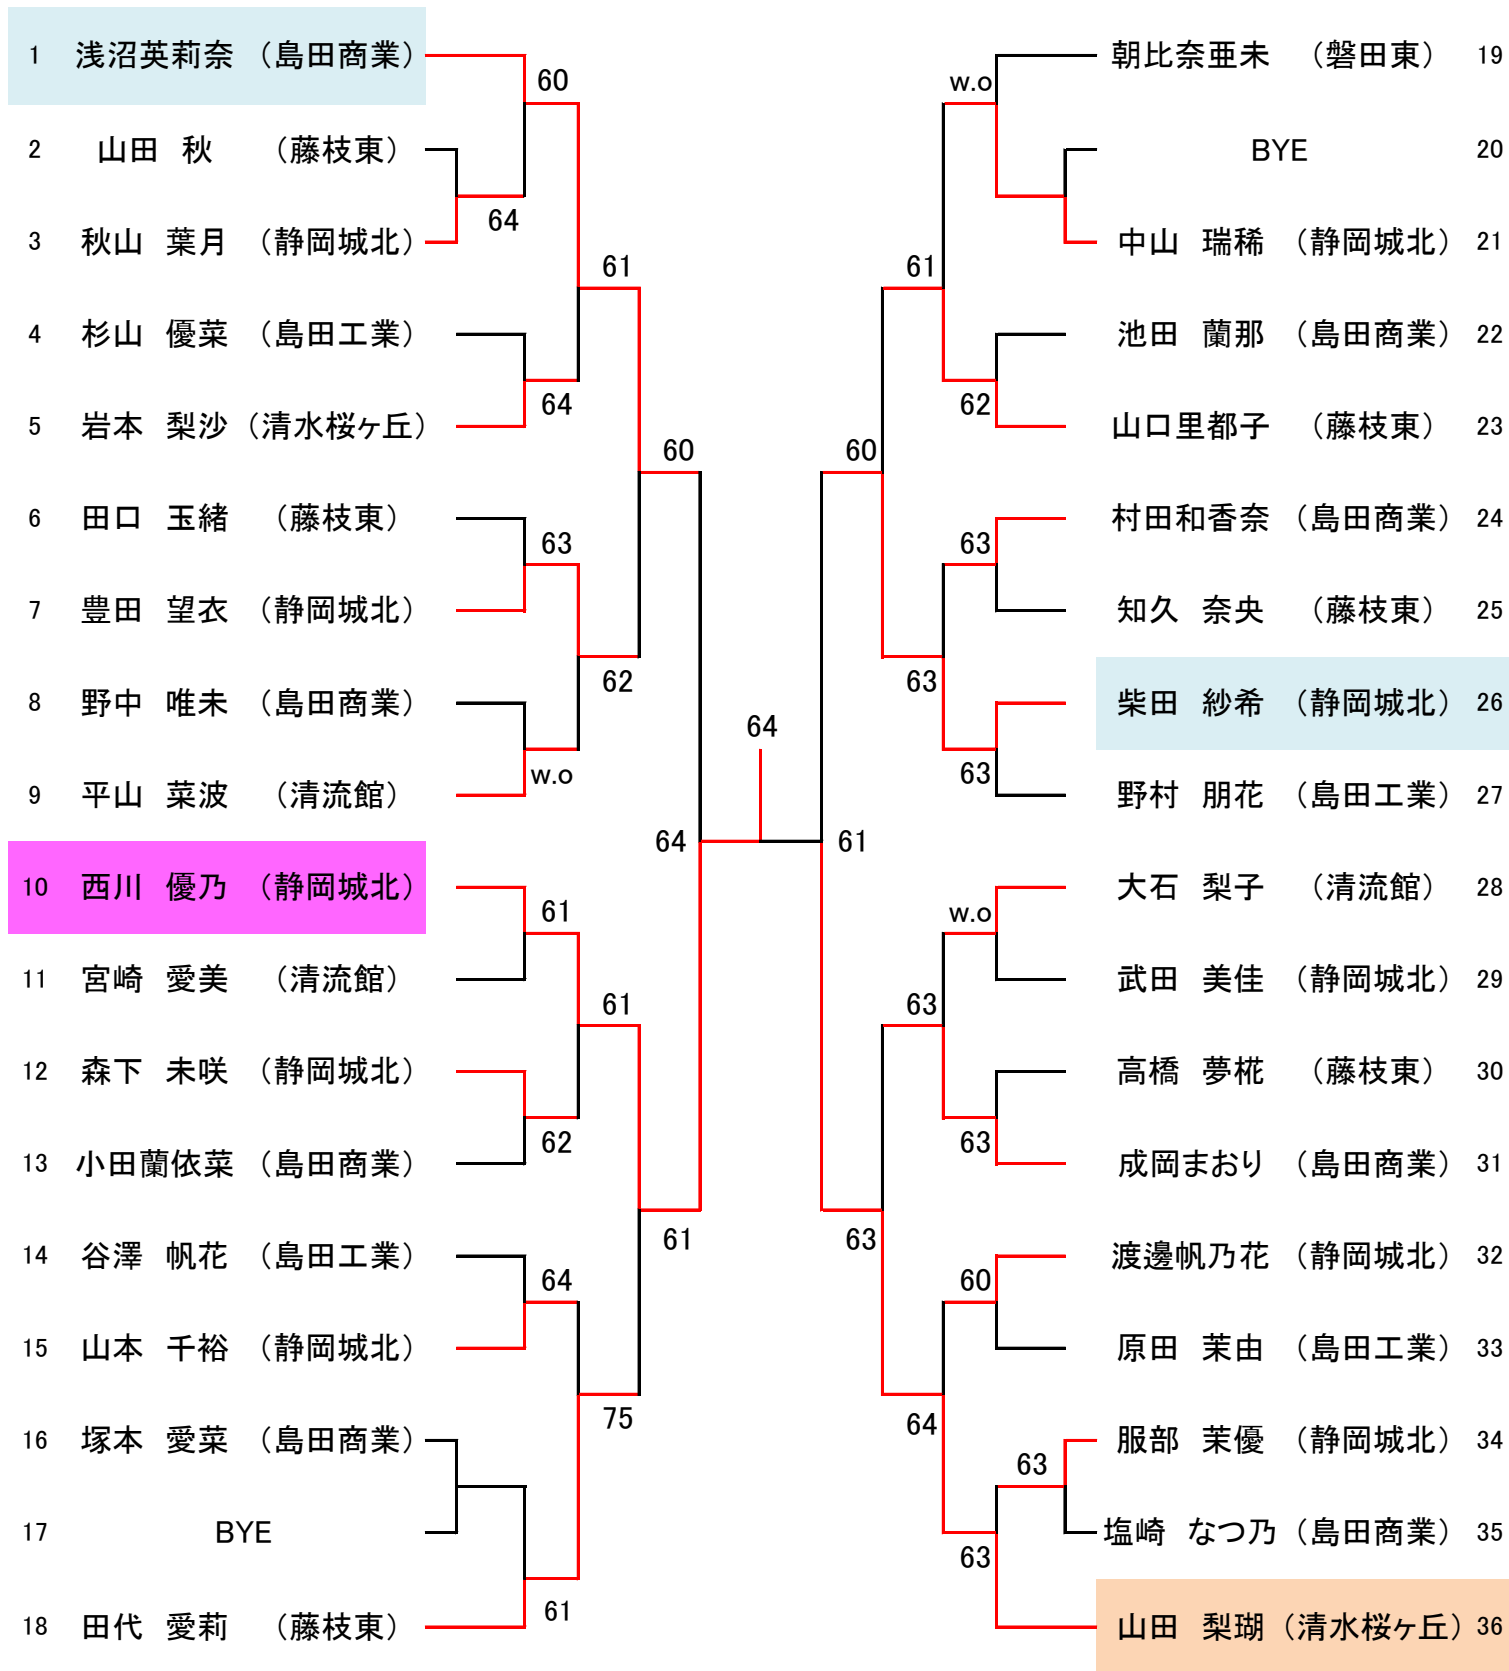 1 浅沼英莉奈 （島田商業）
60
2 山田 秋 （藤枝東）
64
3 秋山 葉月 （静岡城北）
61
4 杉山 優菜 （島田工業）
64
5 岩本 梨沙 （清水桜ヶ丘）
60
6 田口 玉緒 （藤枝東）
63
7 豊田 望衣 （静岡城北）
62
8 野中 唯未 （島田商業）
w.o
9 平山 菜波 （清流館）
64
10 西川 優乃 （静岡城北）
61
11 宮崎 愛美 （清流館）
61
12 森下 未咲 （静岡城北）
62
13 小田蘭依菜 （島田商業）
61
14 谷澤 帆花 （島田工業）
64
15 山本 千裕 （静岡城北）
75
16 塚本 愛菜 （島田商業）
17 BYE
61
18 田代 愛莉 （藤枝東）
64
朝比奈亜未 （磐田東） 19
w.o
BYE 20
中山 瑞稀 （静岡城北） 21
61
池田 蘭那 （島田商業） 22
62
山口里都子 （藤枝東） 23
60
村田和香奈 （島田商業） 24
63
知久 奈央 （藤枝東） 25
63
柴田 紗希 （静岡城北） 26
63
野村 朋花 （島田工業） 27
61
大石 梨子 （清流館） 28
w.o
武田 美佳 （静岡城北） 29
63
高橋 夢椛 （藤枝東） 30
63
成岡まおり （島田商業） 31
63
渡邊帆乃花 （静岡城北） 32
60
原田 茉由 （島田工業） 33
64
服部 茉優 （静岡城北） 34
63
塩崎 なつ乃 （島田商業） 35
63
山田 梨瑚 （清水桜ヶ丘） 36